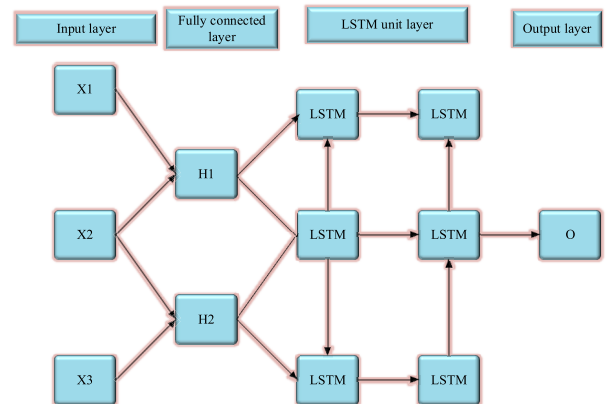 Input layer
Fully connected
layer
LSTM unit layer
Output layer
X1
LSTM
LSTM
H1
X2
LSTM
LSTM
O
H2
X3
LSTM
LSTM